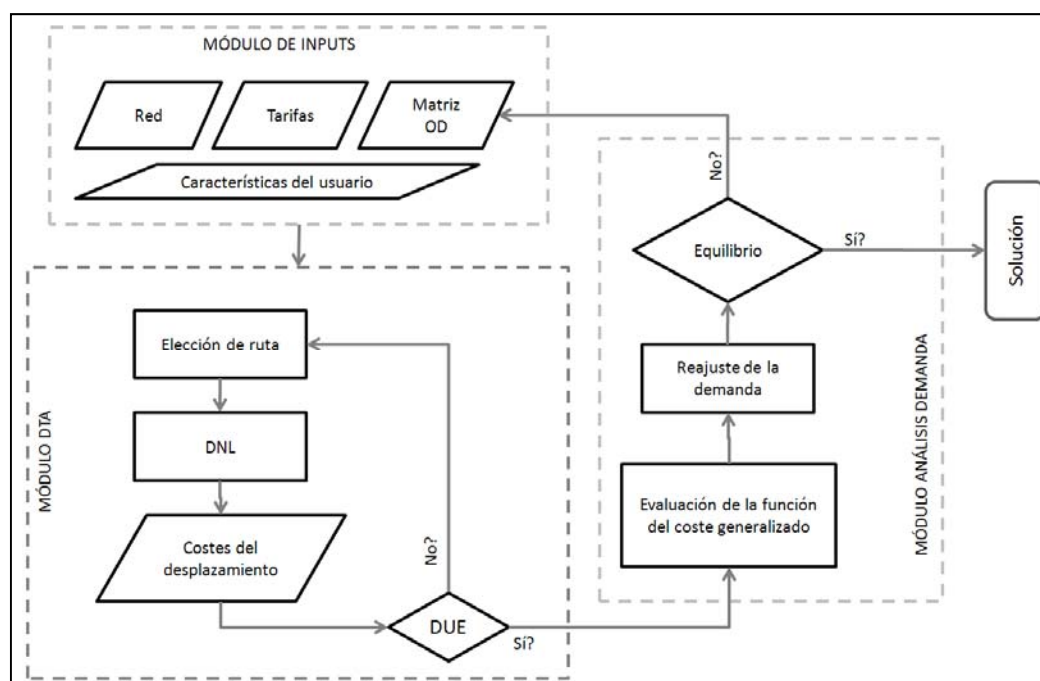 MÓDULO DE INPUTS
Red
Tarifas
Matriz
OD
Características del usuario
MÓDULO DTA
Elección de ruta
DNL
Costes del
desplazamiento
No?
DUE
Sí?
MÓDULO ANÁLISIS DEMANDA
No?
Equilibrio
Sí?
Reajuste de la
demanda
Evaluación de la función
del coste generalizado
Solución